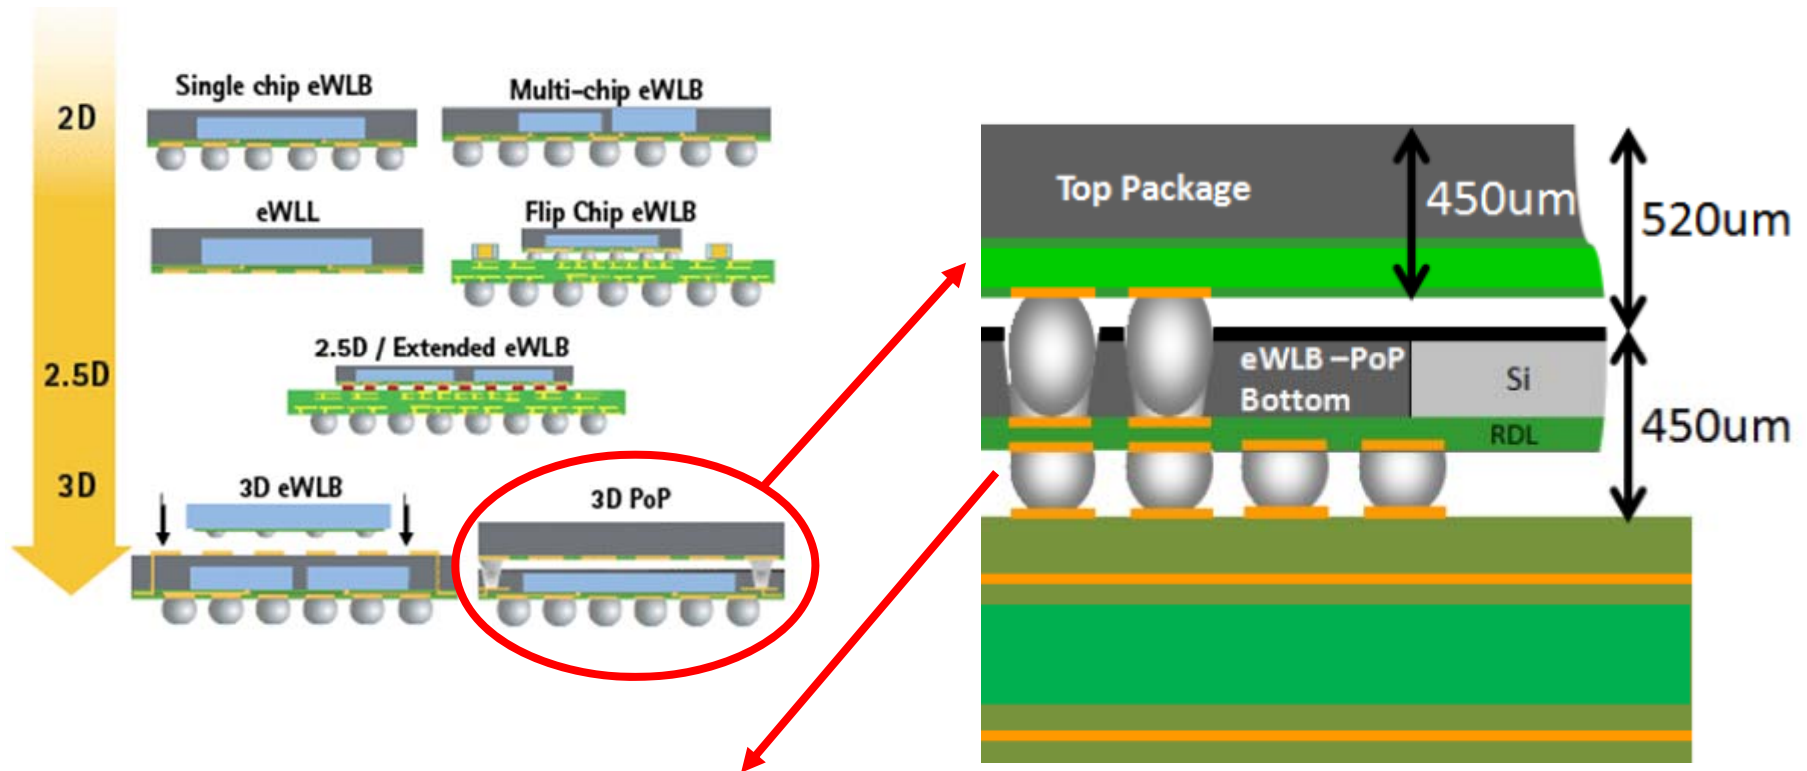 2D
Single chip eWLB
Multi-chip eWLB
eWLL
Flip Chip eWLB
2.5D
2.5D / Extended eWLB
3D
3D eWLB
3D PoP
Top Package
450um
520um
eWLB –PoP
Bottom
Si
RDL
450um